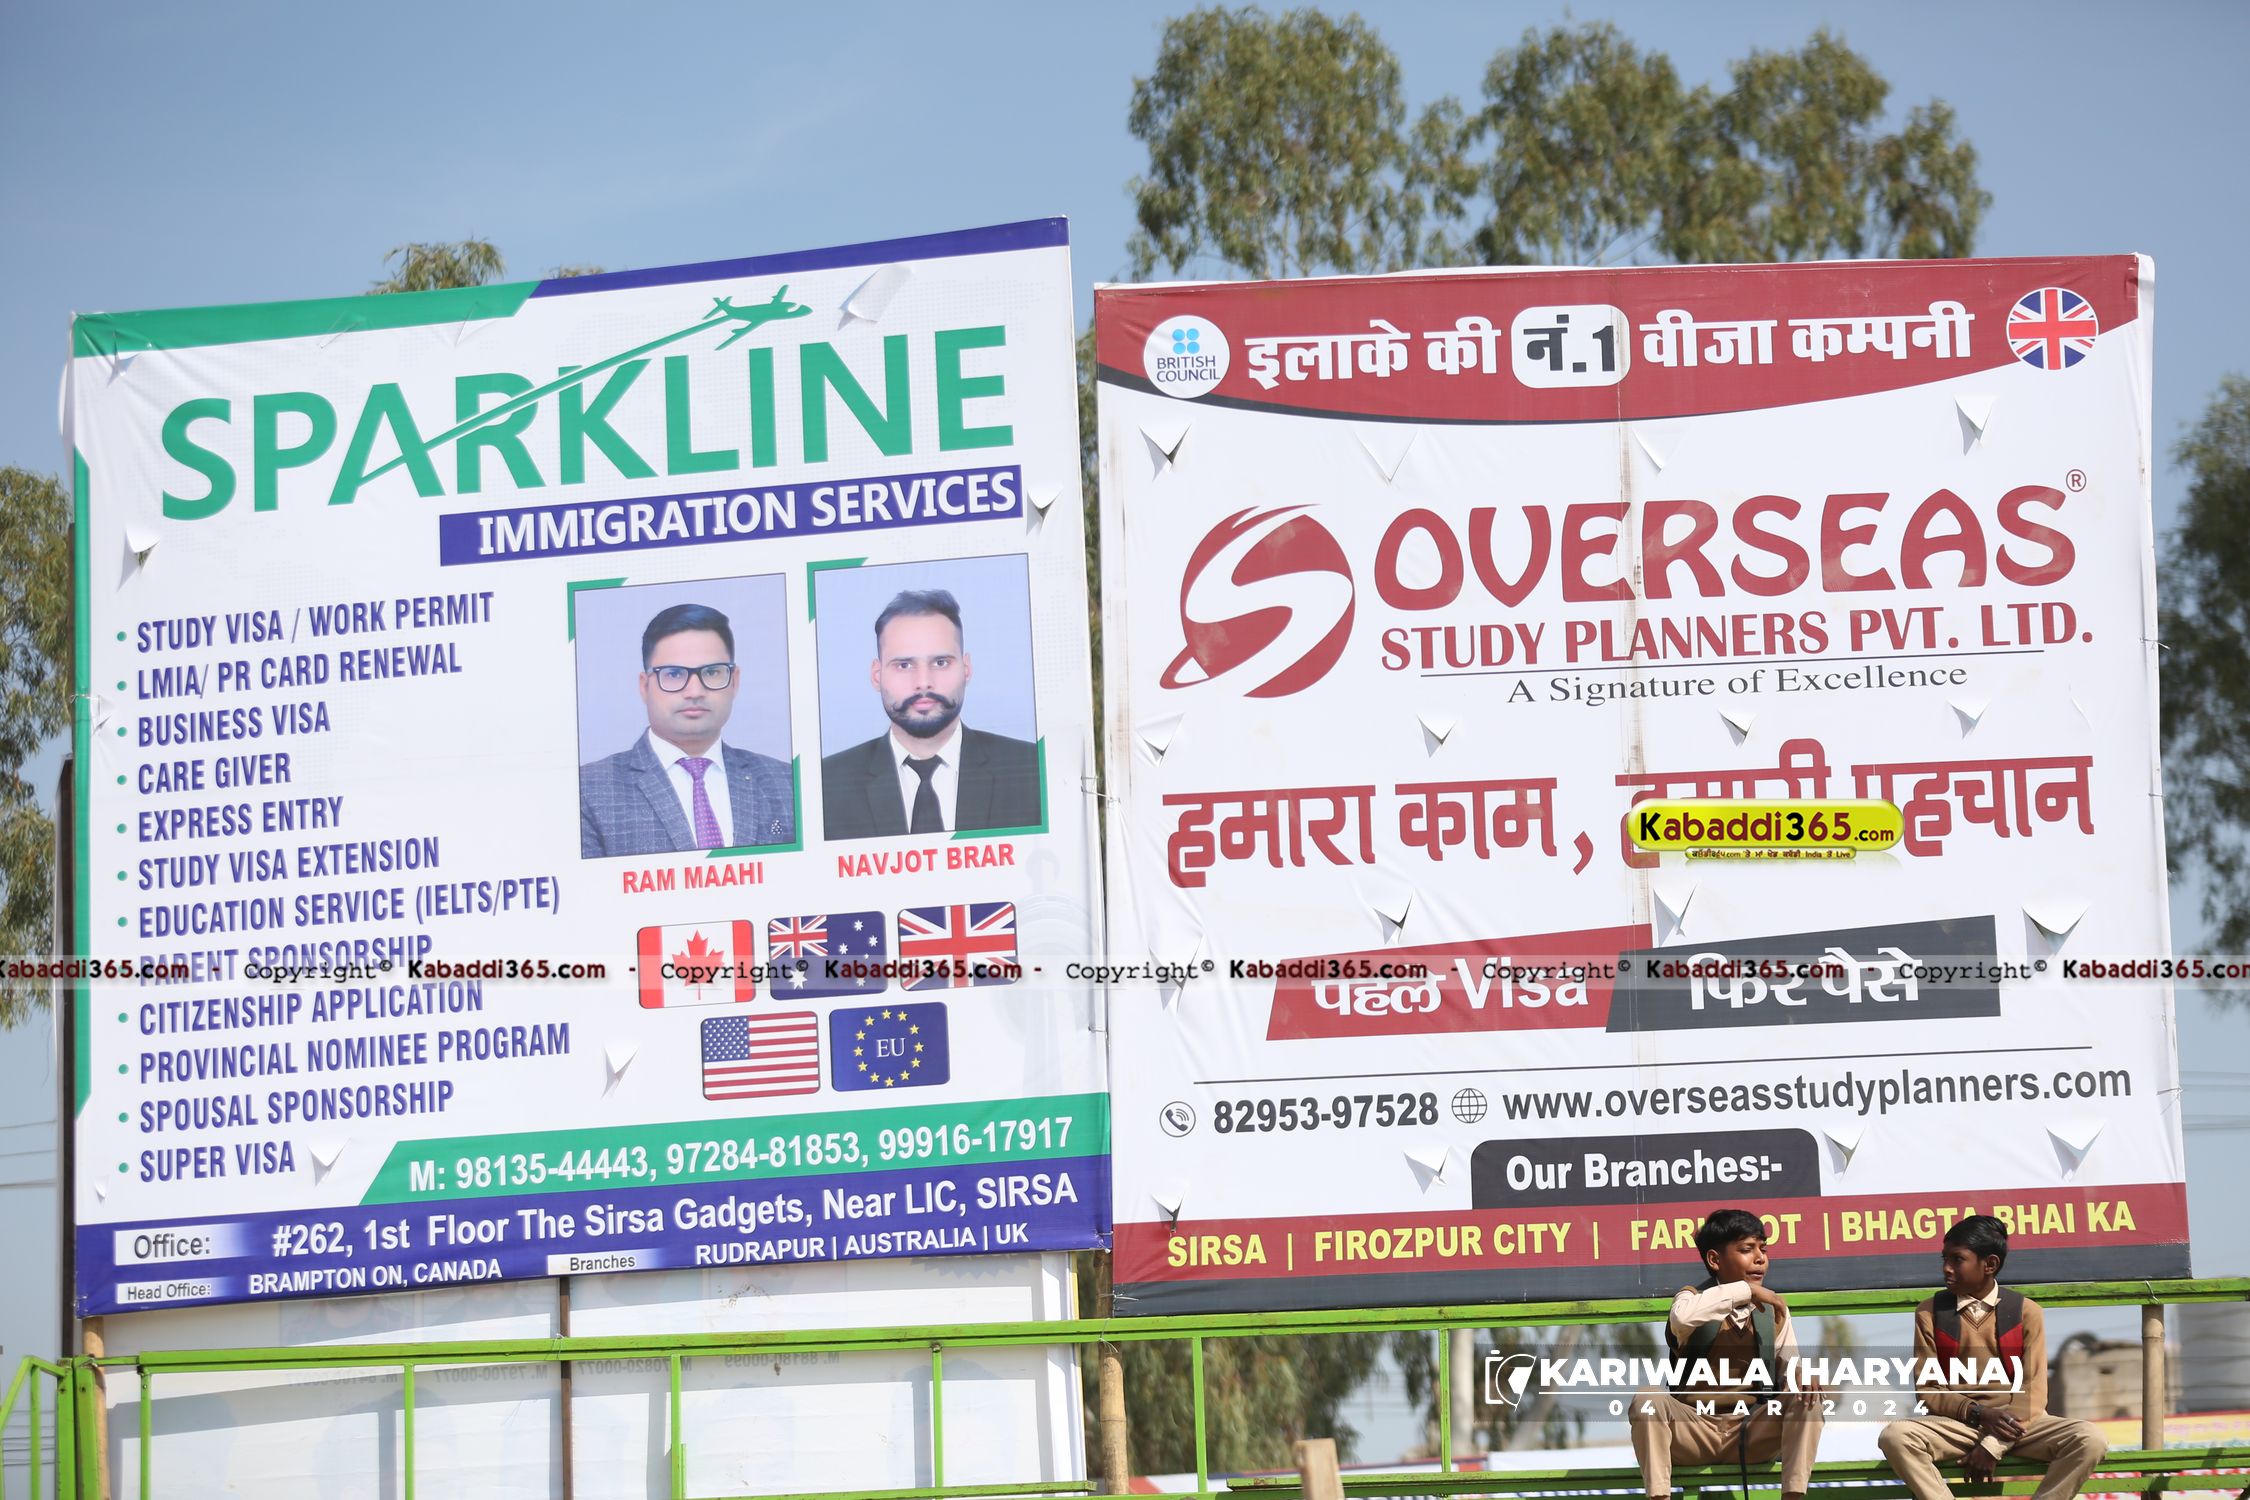 SPARKLINE
IMMIGRATION SERVICES
• STUDY VISA / WORK PERMIT
• LMIA/ PR CARD RENEWAL
• BUSINESS VISA
• CARE GIVER
• EXPRESS ENTRY
• STUDY VISA EXTENSION
• EDUCATION SERVICE (IELTS/PTE)
• PARENT SPONSORSHIP
• CITIZENSHIP APPLICATION
• PROVINCIAL NOMINEE PROGRAM
• SPOUSAL SPONSORSHIP
• SUPER VISA
RAM MAAHI
NAVJOT BRAR
EU
M: 98135-44443, 97284-81853, 99916-17917
Office: #262, 1st Floor The Sirsa Gadgets, Near LIC, SIRSA
Head Office: BRAMPTON ON, CANADA Branches RUDRAPUR | AUSTRALIA | UK
BRITISH COUNCIL
इलाके की नं.1 वीजा कम्पनी
OVERSEAS®
STUDY PLANNERS PVT. LTD.
A Signature of Excellence
हमारा काम, हमारी पहचान
Kabaddi365.com
पहले Visa फिर पैसे
Kabaddi365.com - Copyright© Kabaddi365.com - Copyright© Kabaddi365.com - Copyright© Kabaddi365.com - Copyright© Kabaddi365.com - Copyright© Kabaddi365.com
82953-97528 www.overseasstudyplanners.com
Our Branches:-
SIRSA | FIROZPUR CITY | | BHAGTA BHAI KA
KARIWALA (HARYANA)
04 MAR 2024